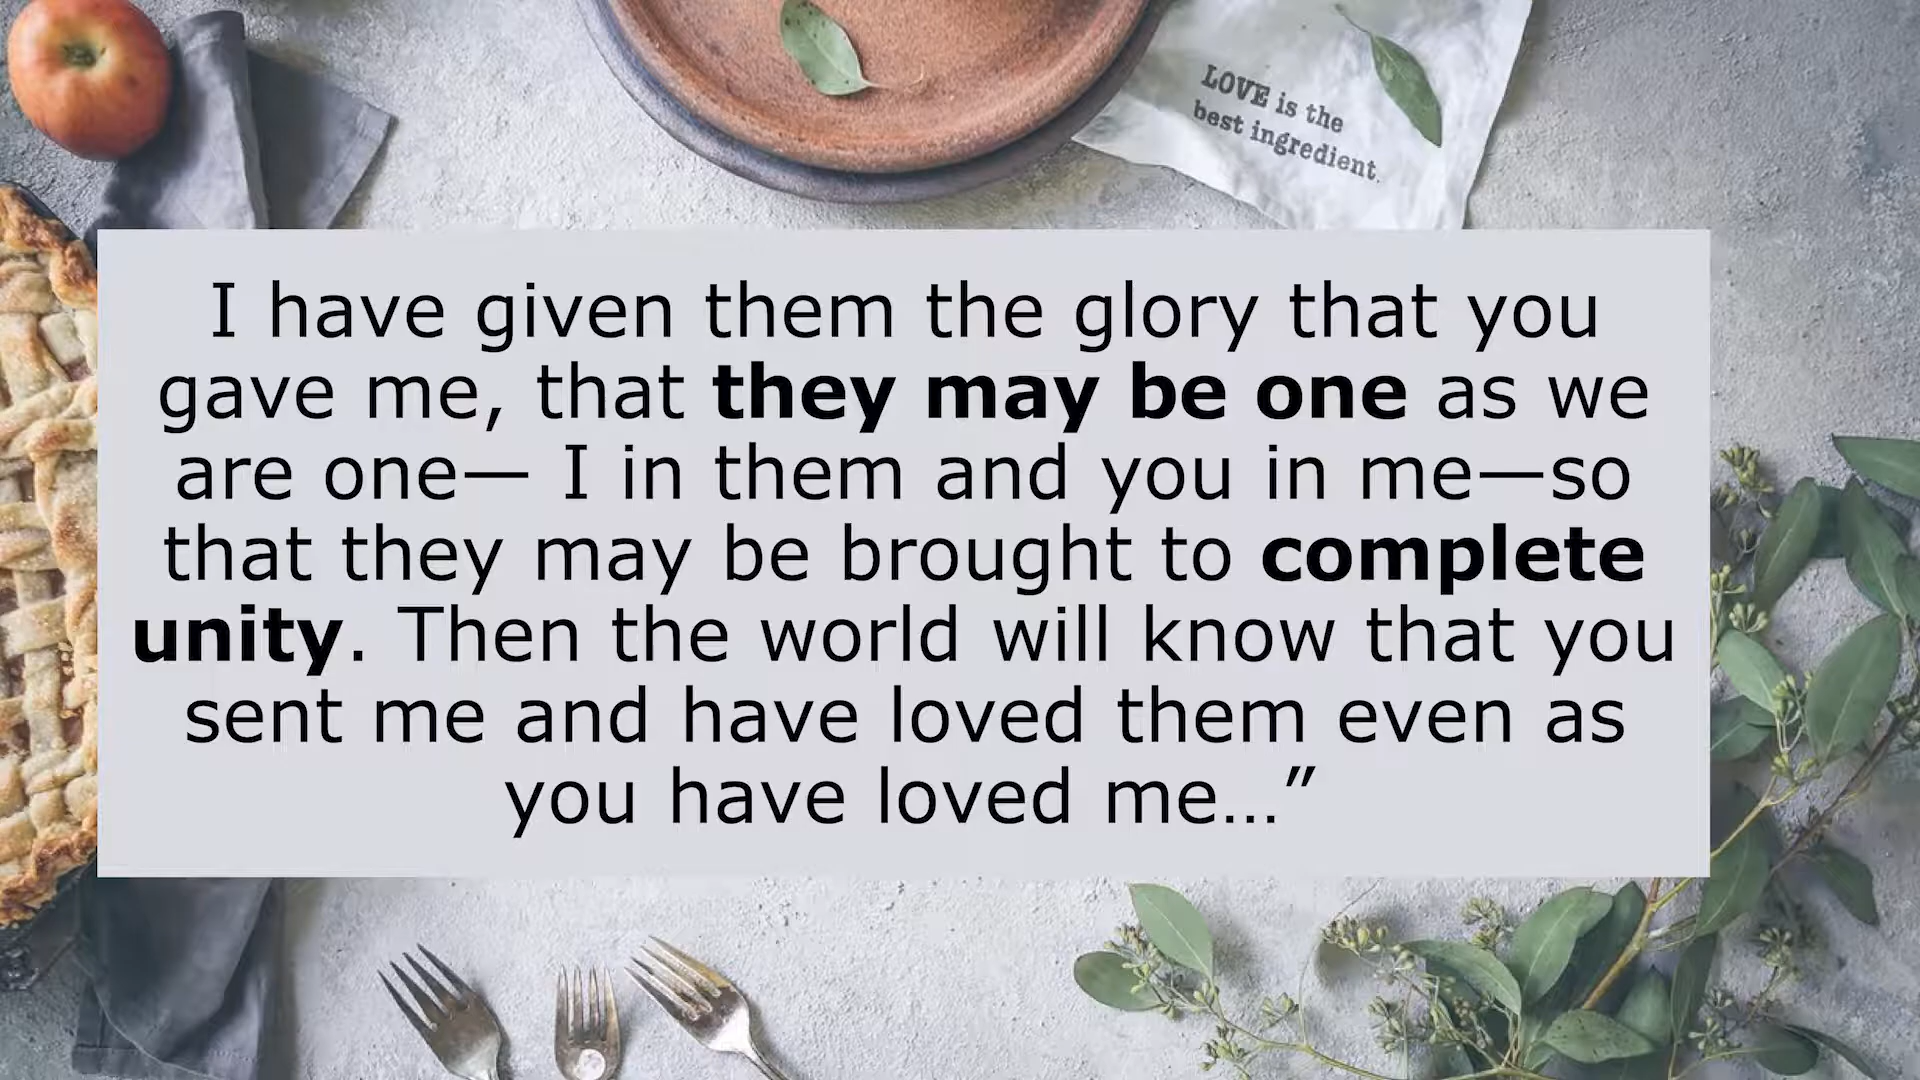 LOVE is the
best ingredient.
I have given them the glory that you
gave me, that they may be one as we
are one— I in them and you in me—so
that they may be brought to complete
unity. Then the world will know that you
sent me and have loved them even as
you have loved me…”